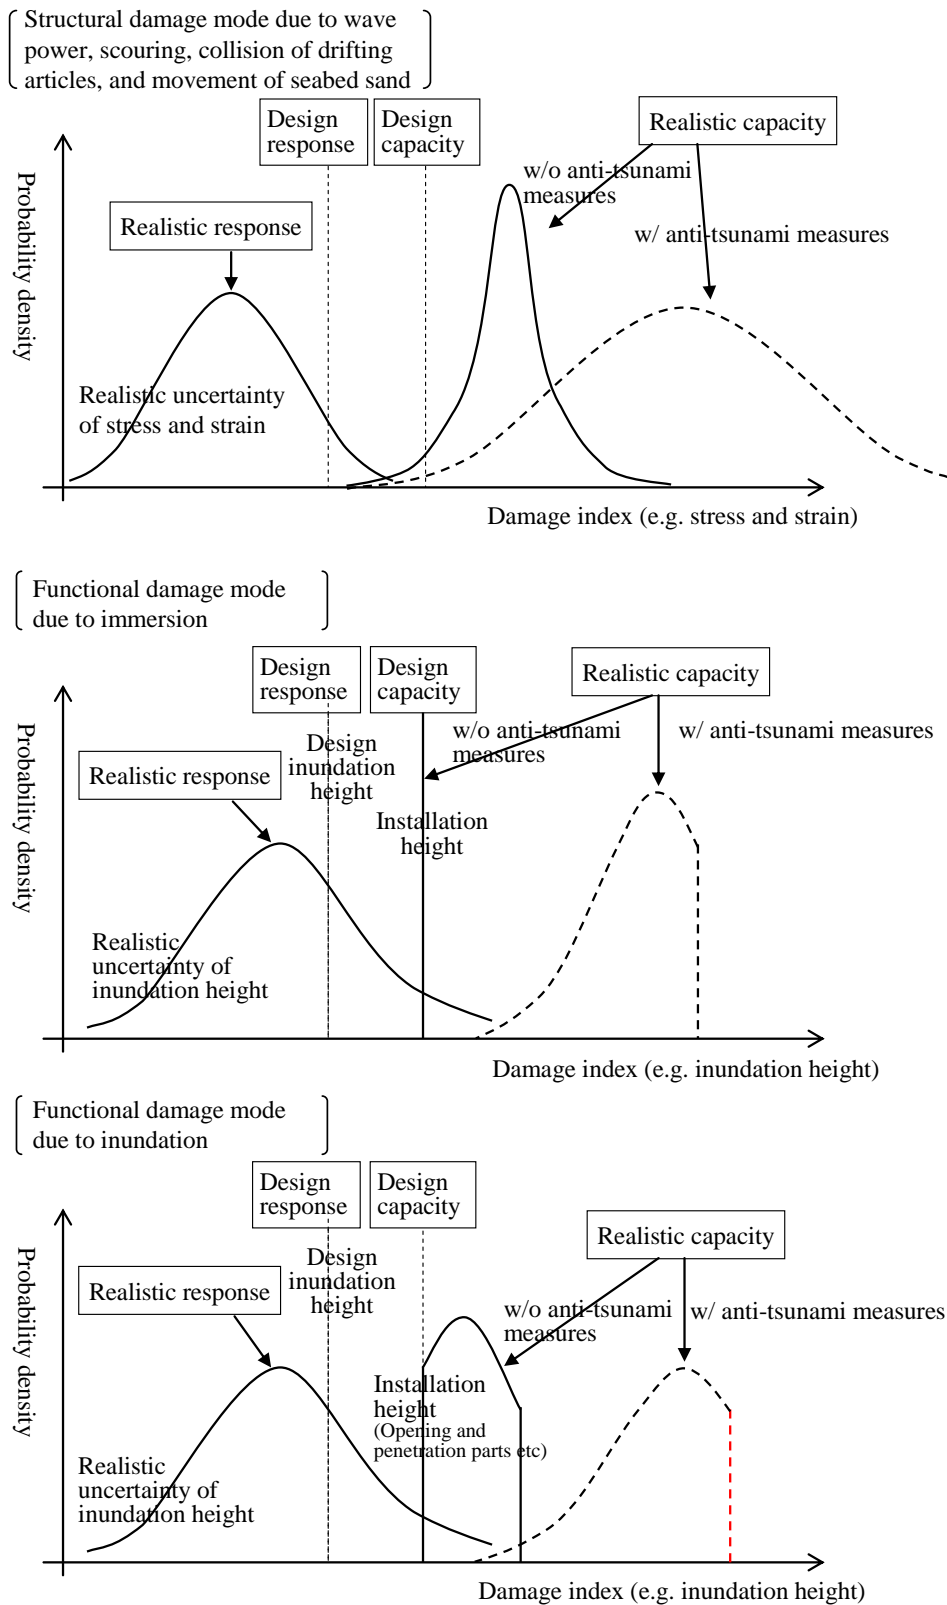 Structural damage mode due to wave
power, scouring, collision of drifting
articles, and movement of seabed sand
Design
response
Design
capacity
Realistic capacity
w/o anti-tsunami
measures
w/ anti-tsunami measures
Realistic response
Probability density
Realistic uncertainty
of stress and strain
Damage index (e.g. stress and strain)
Functional damage mode
due to immersion
Design
response
Design
capacity
Realistic capacity
w/o anti-tsunami
measures
w/ anti-tsunami measures
Design
inundation
height
Realistic response
Probability density
Installation
height
Realistic
uncertainty of
inundation height
Damage index (e.g. inundation height)
Functional damage mode
due to inundation
Design
response
Design
capacity
Realistic capacity
Design
inundation
height
Realistic response
Probability density
w/o anti-tsunami
measures
w/ anti-tsunami measures
Installation
height
(Opening and
penetration parts etc)
Realistic
uncertainty of
inundation height
Damage index (e.g. inundation height)